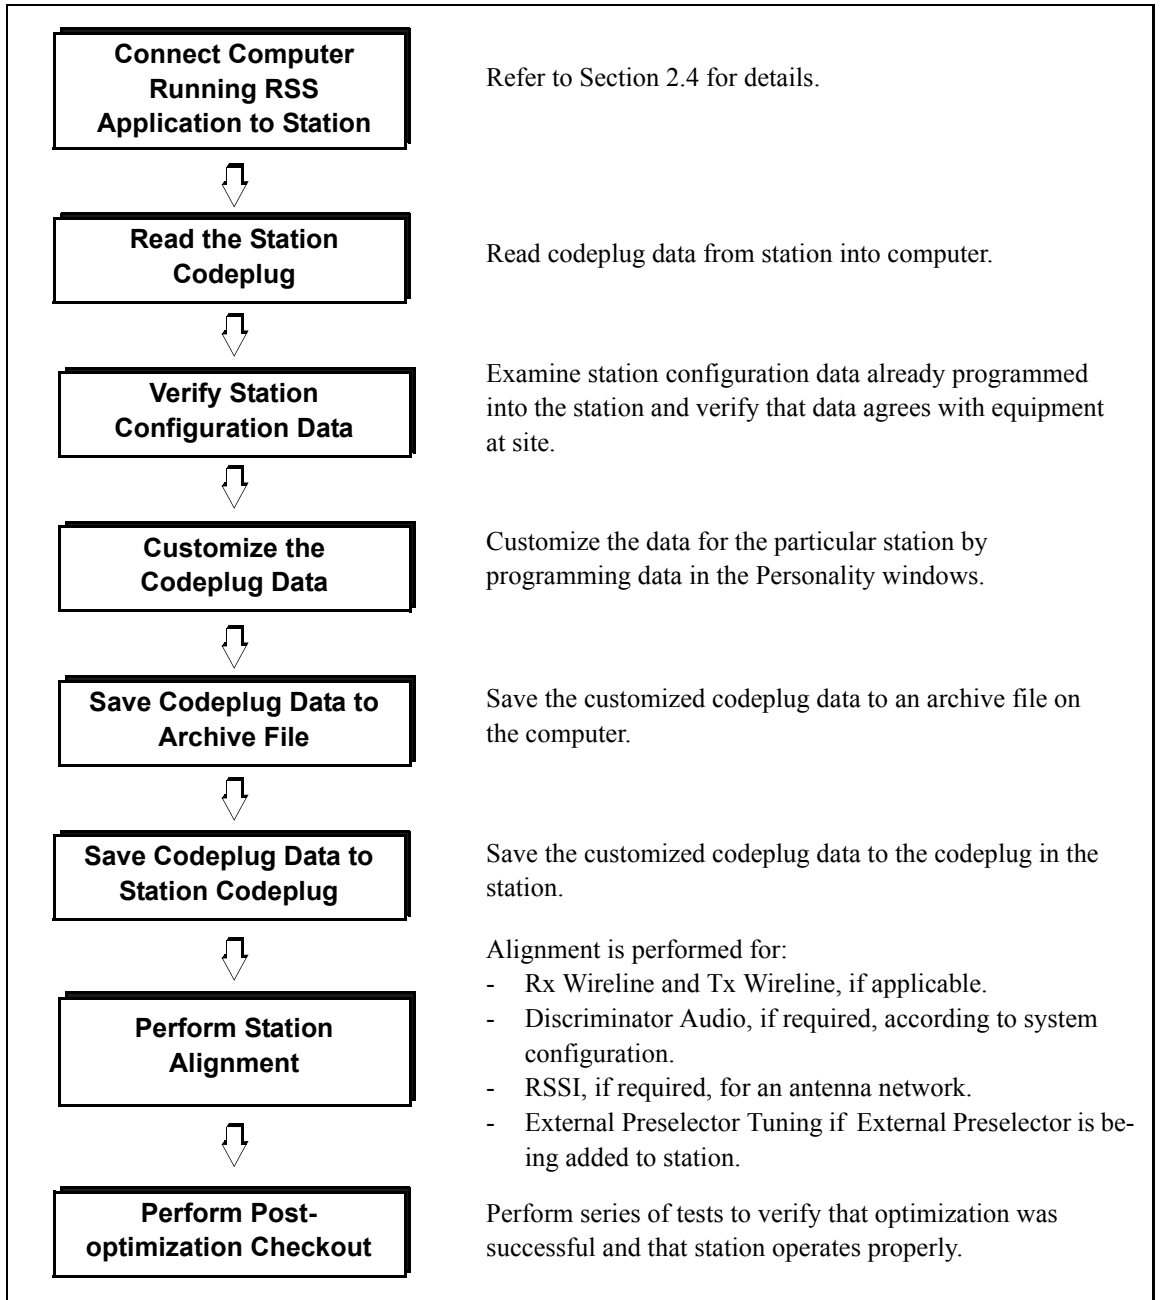 Connect Computer
Running RSS
Application to Station
Refer to Section 2.4 for details.
Read the Station
Codeplug
Read codeplug data from station into computer.
Verify Station
Configuration Data
Examine station configuration data already programmed
into the station and verify that data agrees with equipment
at site.
Customize the
Codeplug Data
Customize the data for the particular station by
programming data in the Personality windows.
Save Codeplug Data to
Archive File
Save the customized codeplug data to an archive file on
the computer.
Save Codeplug Data to
Station Codeplug
Save the customized codeplug data to the codeplug in the
station.
Perform Station
Alignment
Alignment is performed for:
- Rx Wireline and Tx Wireline, if applicable.
- Discriminator Audio, if required, according to system
configuration.
- RSSI, if required, for an antenna network.
- External Preselector Tuning if External Preselector is be-
ing added to station.
Perform Post-
optimization Checkout
Perform series of tests to verify that optimization was
successful and that station operates properly.